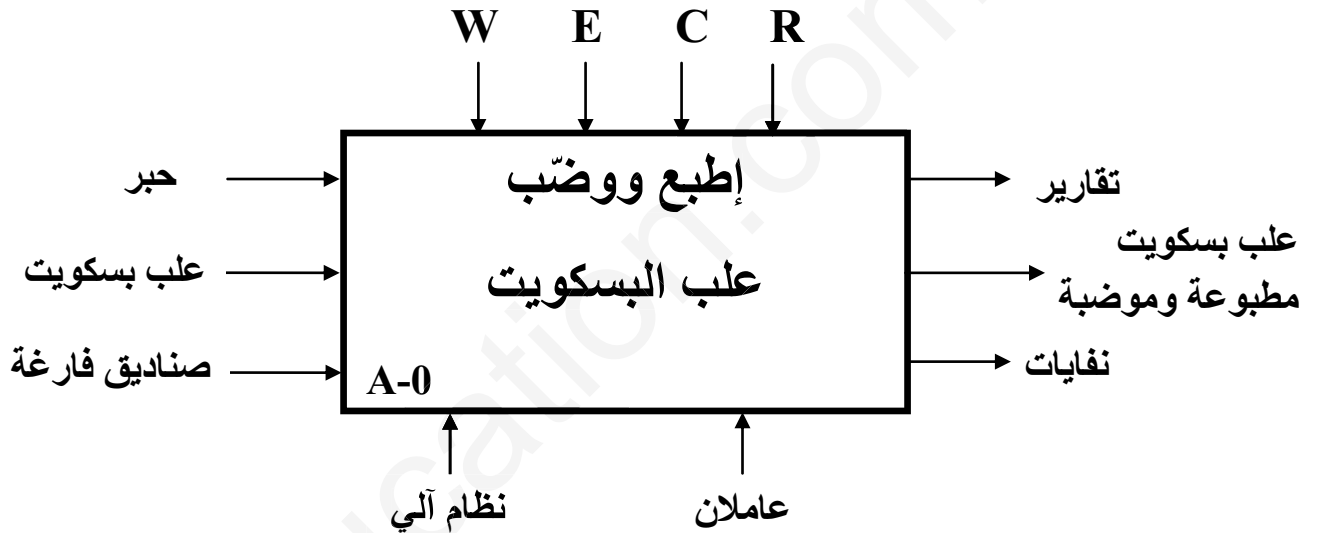 W E C R
إطبع ووضّب
علب البسكويت
A-0
حبر
علب بسكويت
صناديق فارغة
تقارير
علب بسكويت
مطبوعة وموضبة
نفايات
نظام آلي
عاملان